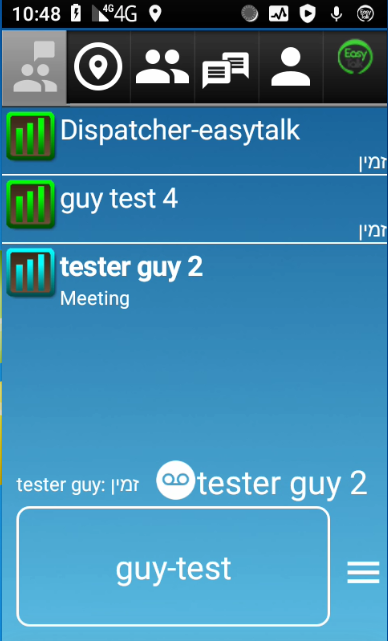 10:48 4G 4G
Easy Talk
Dispatcher-easytalk
זמין
guy test 4
זמין
tester guy 2
Meeting
tester guy: זמין tester guy 2
guy-test